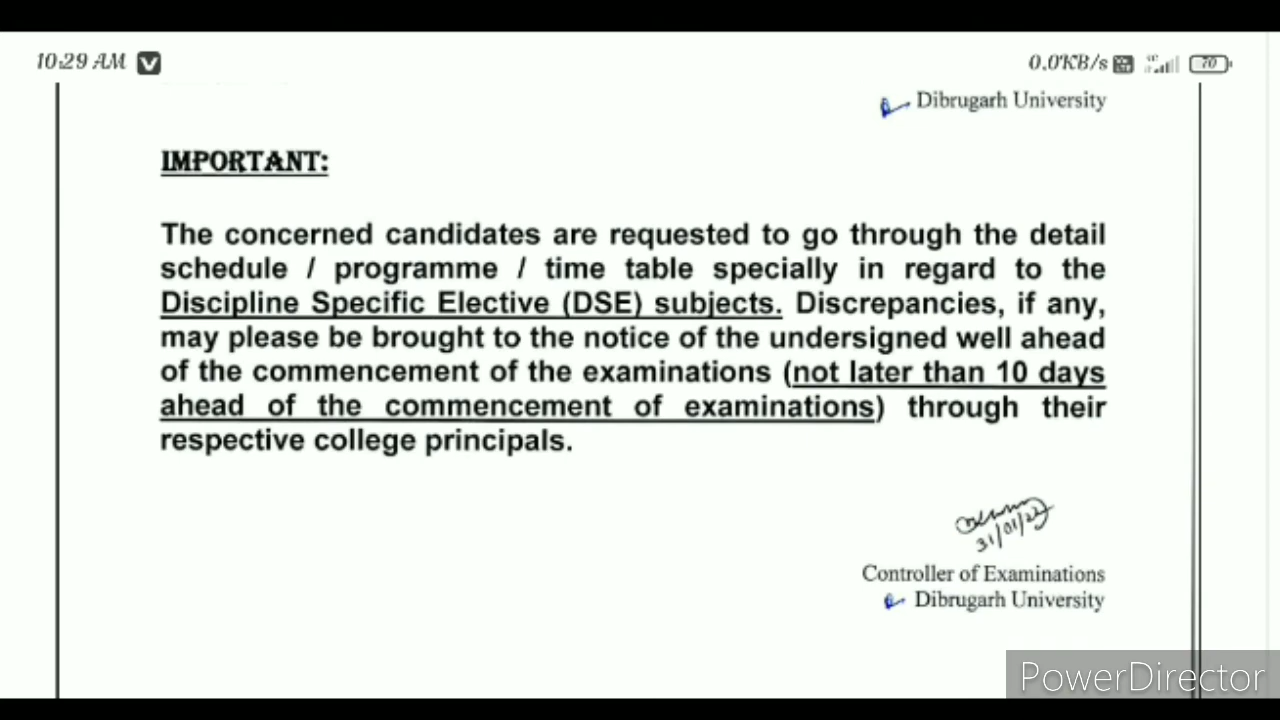 10:29 AM
0.0KB/s 70
Dibrugarh University
IMPORTANT:
The concerned candidates are requested to go through the detail
schedule / programme / time table specially in regard to the
Discipline Specific Elective (DSE) subjects. Discrepancies, if any,
may please be brought to the notice of the undersigned well ahead
of the commencement of the examinations (not later than 10 days
ahead of the commencement of examinations) through their
respective college principals.
31/01/22
Controller of Examinations
Dibrugarh University
PowerDirector